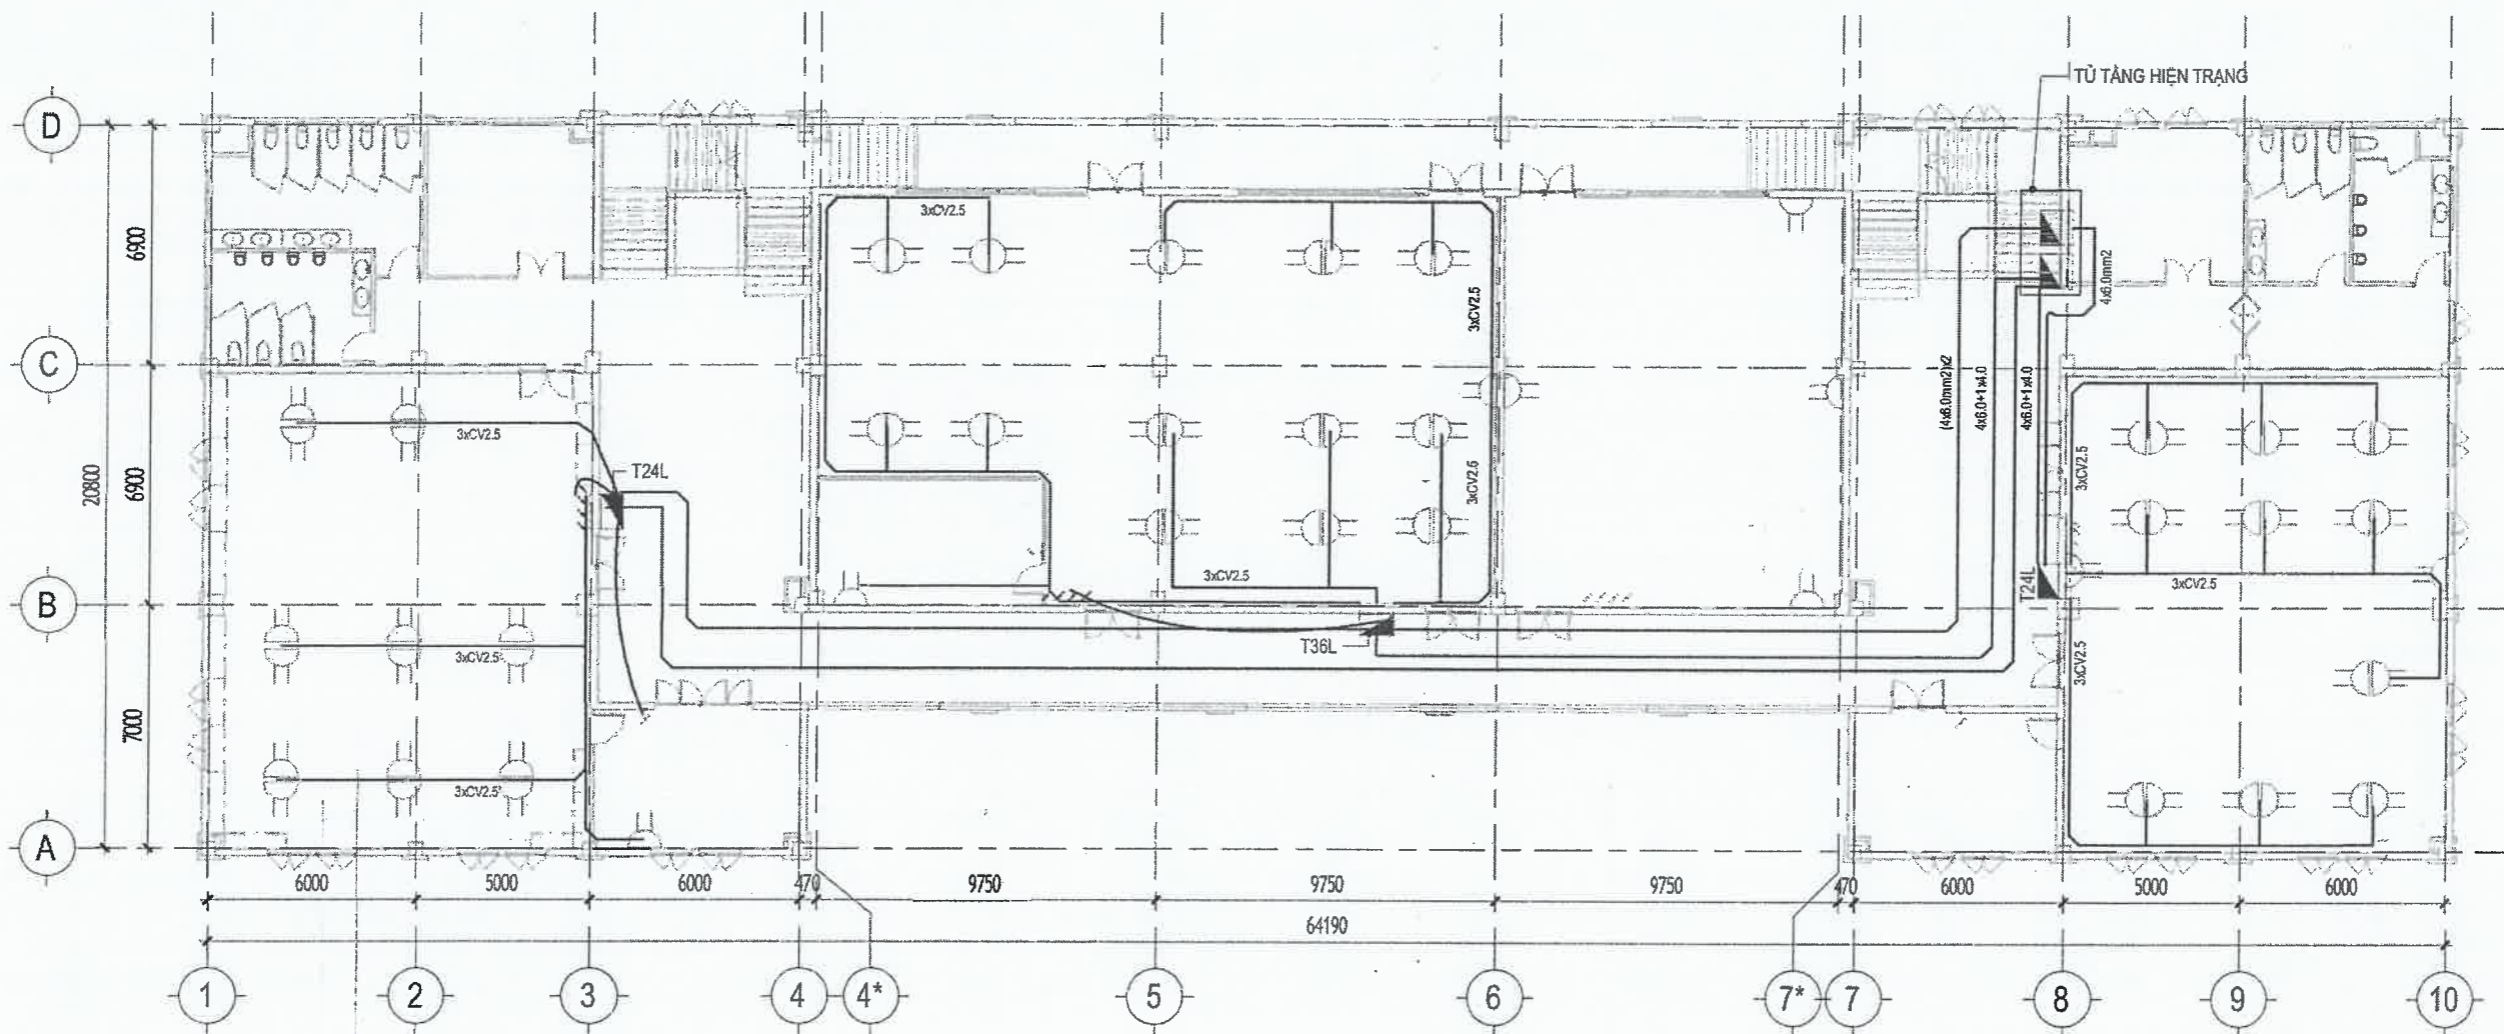 TỦ TẦNG HIỆN TRẠNG
D
3xCV2.5
6900
4x6.0mm2
3xCV2.5
C
(4x6.0mm2)x2
4x6.0+1x4.0
4x6.0+1x4.0
3xCV2.5
T24L
3xCV2.5
20800
6900
3xCV2.5
3xCV2.5
T24L
3xCV2.5
B
T36L
3xCV2.5
3xCV2.5
7000
3xCV2.5
A
6000
5000
6000
470
9750
9750
9750
470
6000
5000
6000
64190
1
2
3
4
4*
5
6
7*
7
8
9
10